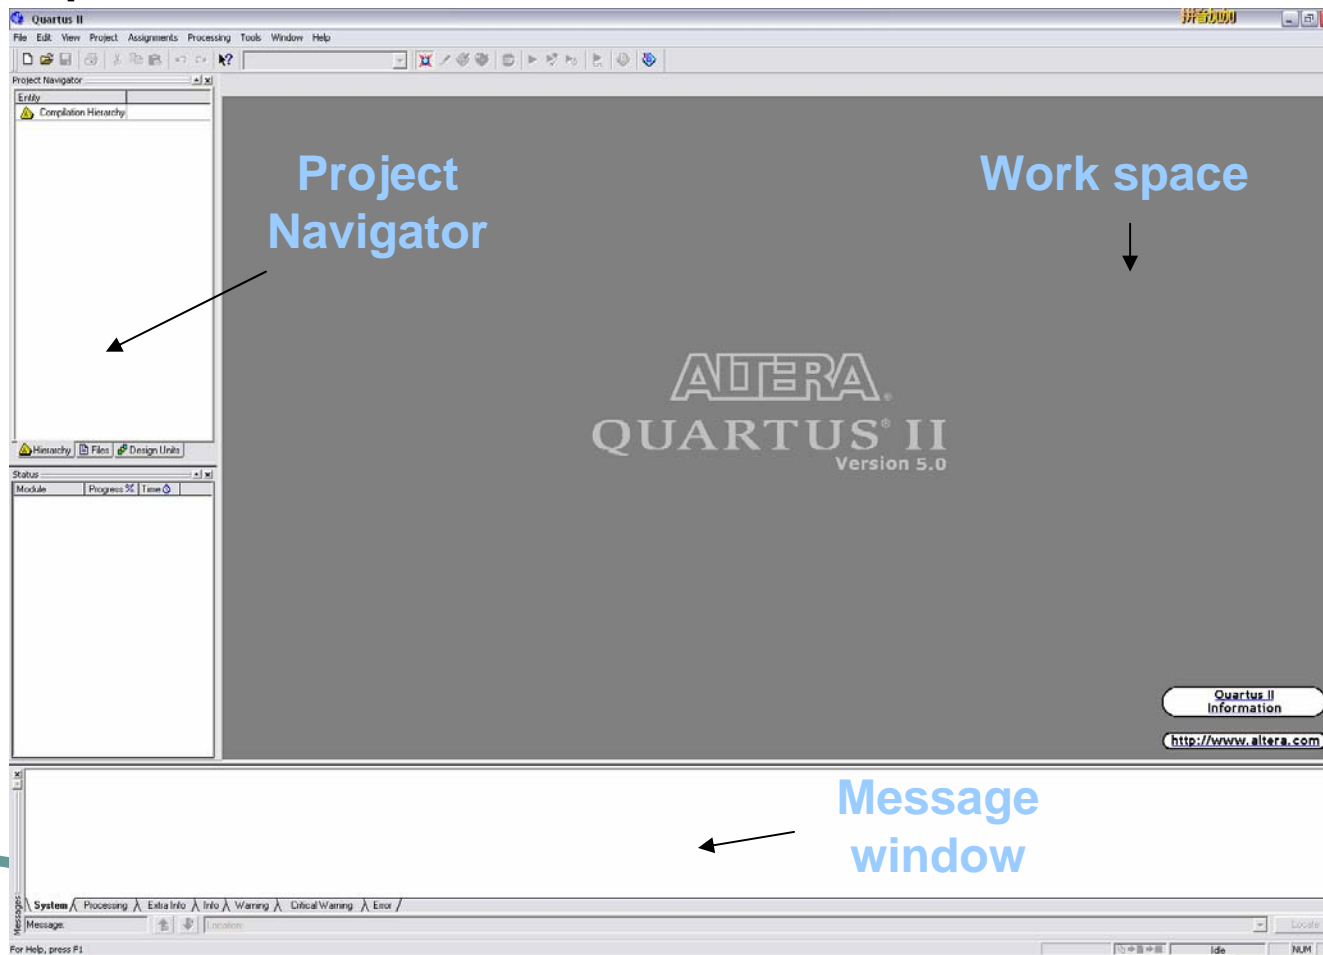 Quartus II
File Edit View Project Assignments Processing Tools Window Help
Project Navigator
Entity
Compilation Hierarchy
Project
Navigator
Work space
ALTERA
QUARTUS® II
Version 5.0
Hierarchy Files Design Units
Status
Module Progress % Time
Quartus II
Information
http://www.altera.com
Message
window
Messages
System Processing Extra Info Info Warning Critical Warning Error
Message:
Location:
Locate
For Help, press F1
Idle
NUM